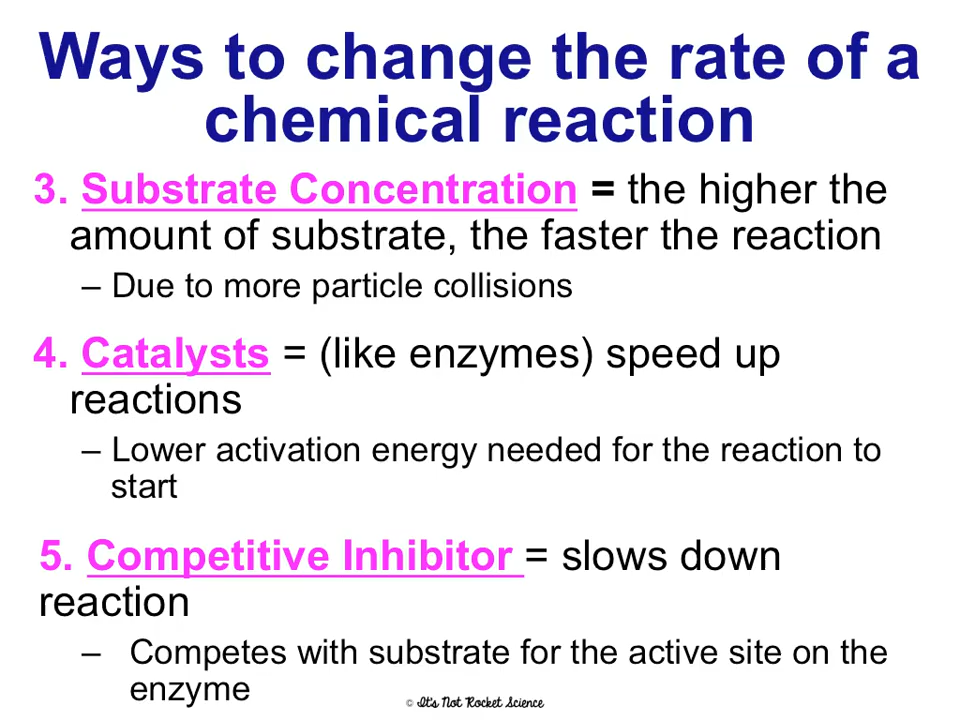 Ways to change the rate of a
chemical reaction
3. Substrate Concentration = the higher the
amount of substrate, the faster the reaction
– Due to more particle collisions
4. Catalysts = (like enzymes) speed up
reactions
– Lower activation energy needed for the reaction to
start
5. Competitive Inhibitor = slows down
reaction
– Competes with substrate for the active site on the
enzyme
© It's Not Rocket Science